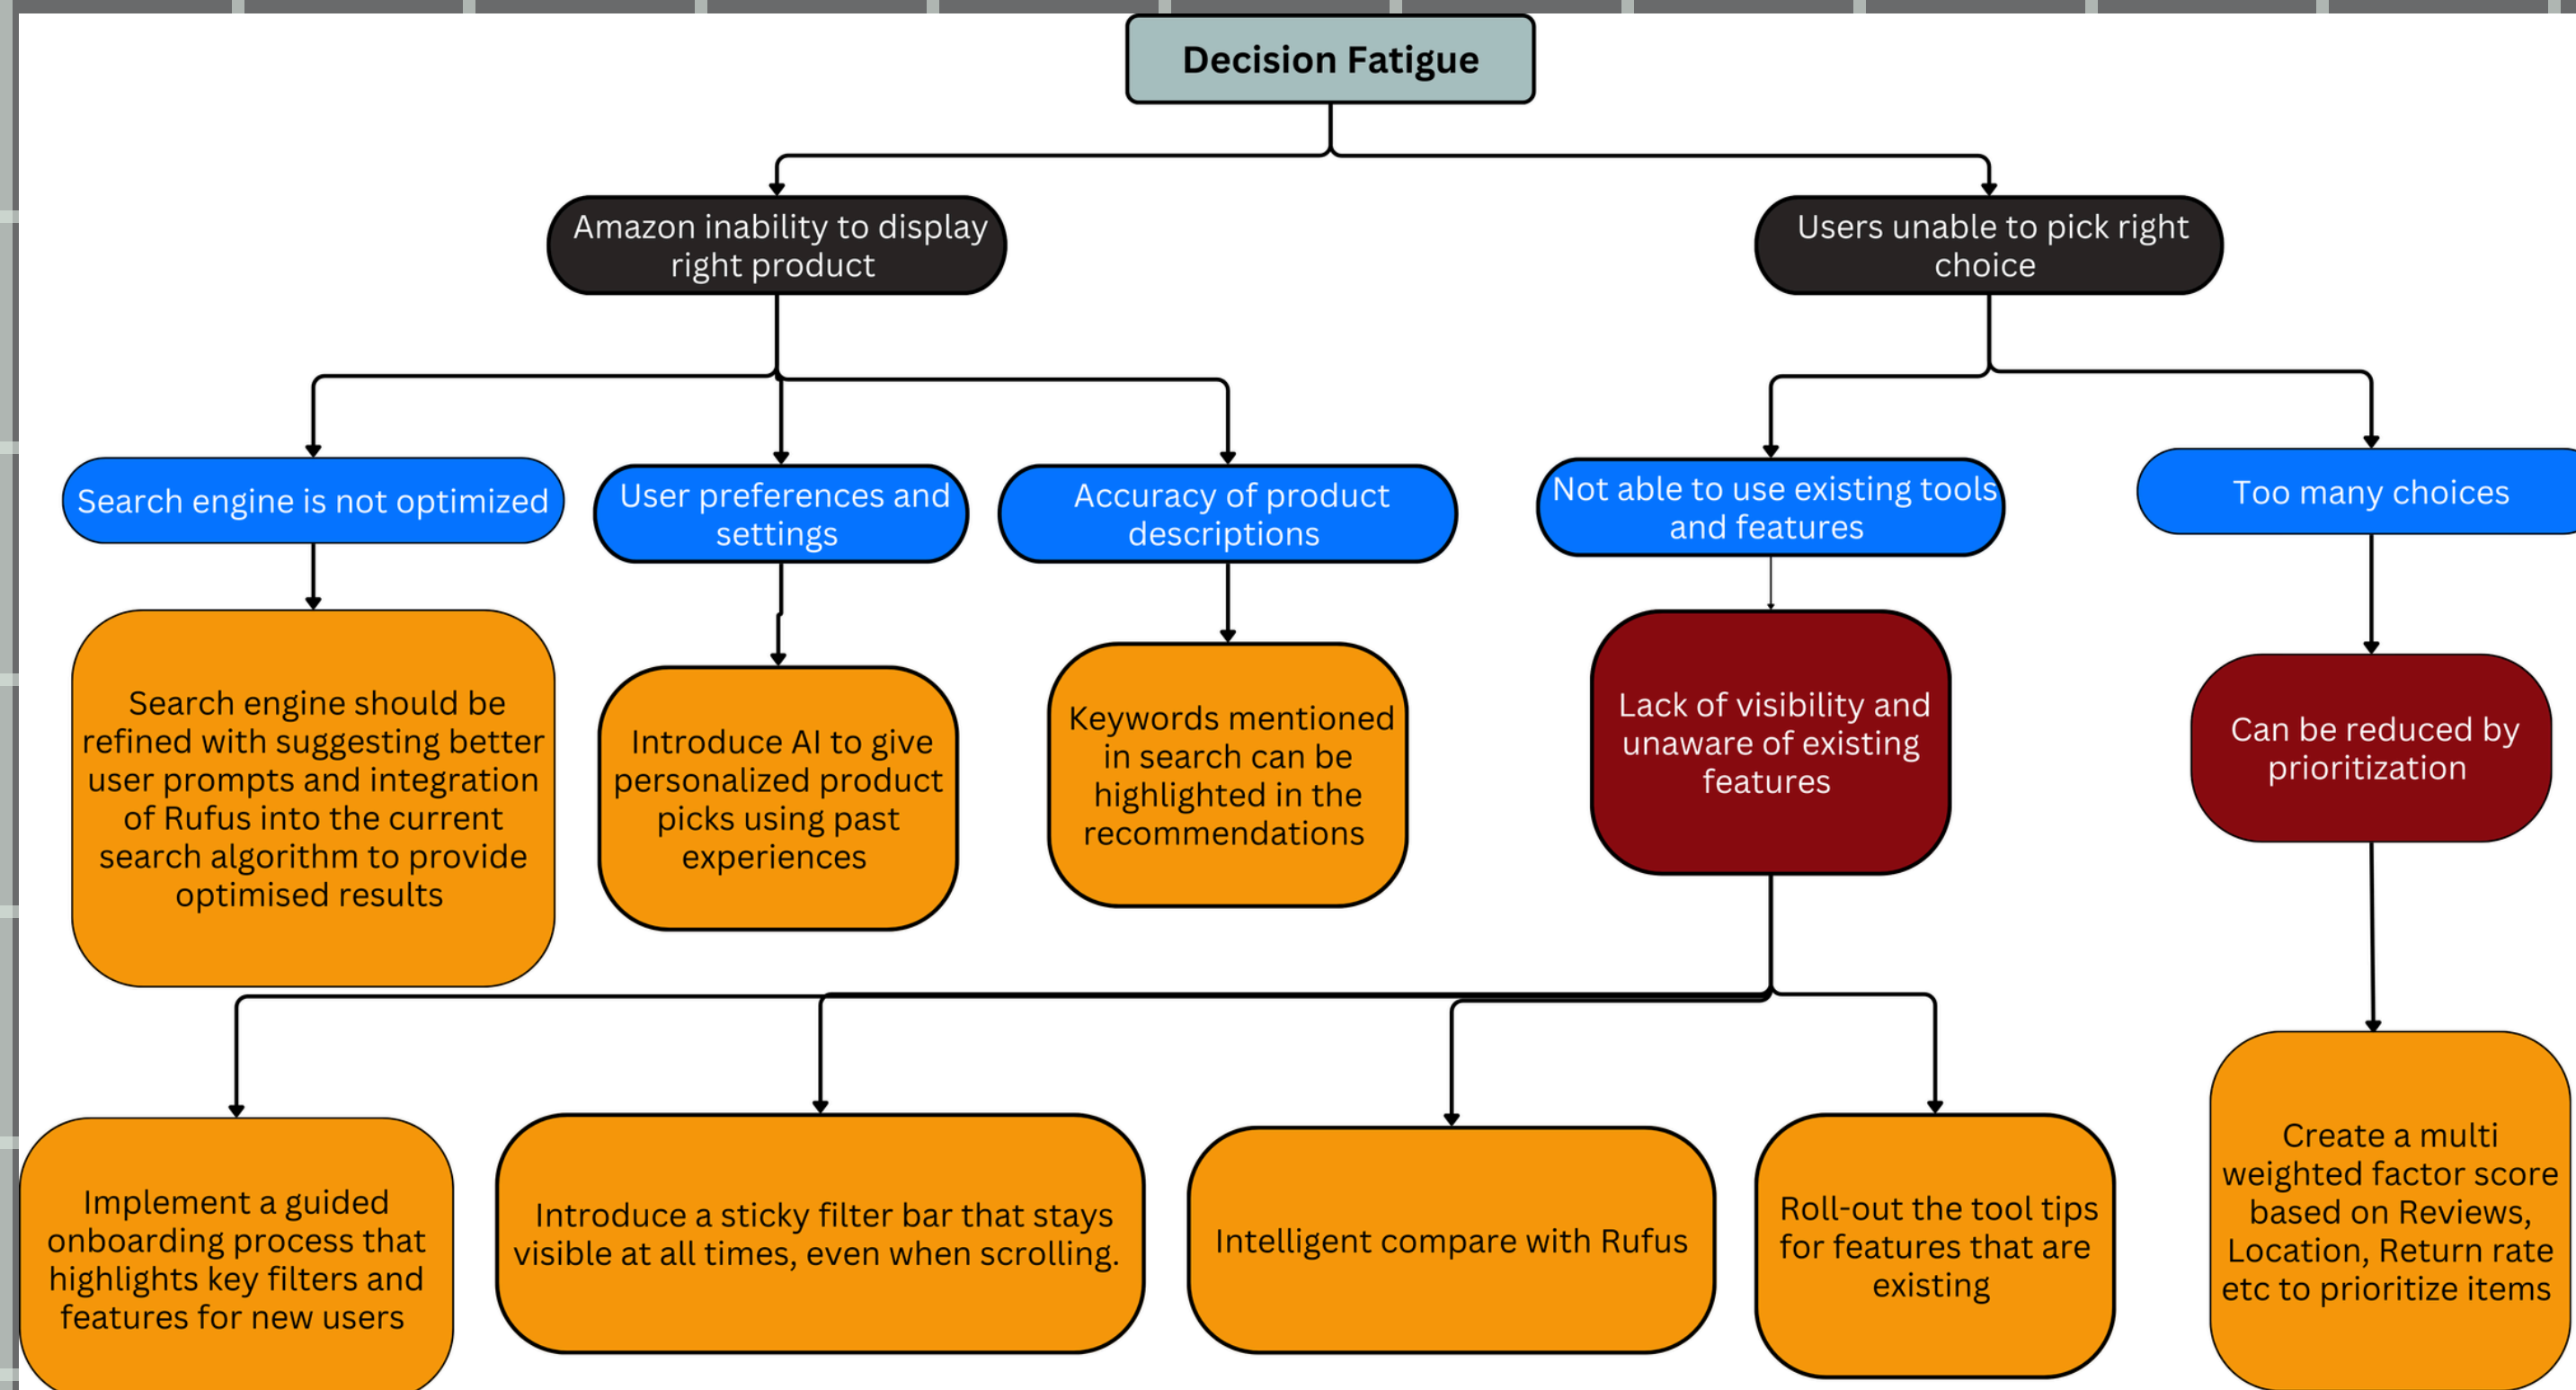 Decision Fatigue
Amazon inability to display
right product
Users unable to pick right
choice
Search engine is not optimized
User preferences and
settings
Accuracy of product
descriptions
Not able to use existing tools
and features
Too many choices
Search engine should be
refined with suggesting better
user prompts and integration
of Rufus into the current
search algorithm to provide
optimised results
Introduce AI to give
personalized product
picks using past
experiences
Keywords mentioned
in search can be
highlighted in the
recommendations
Lack of visibility and
unaware of existing
features
Can be reduced by
prioritization
Implement a guided
onboarding process that
highlights key filters and
features for new users
Introduce a sticky filter bar that stays
visible at all times, even when scrolling.
Intelligent compare with Rufus
Roll-out the tool tips
for features that are
existing
Create a multi
weighted factor score
based on Reviews,
Location, Return rate
etc to prioritize items